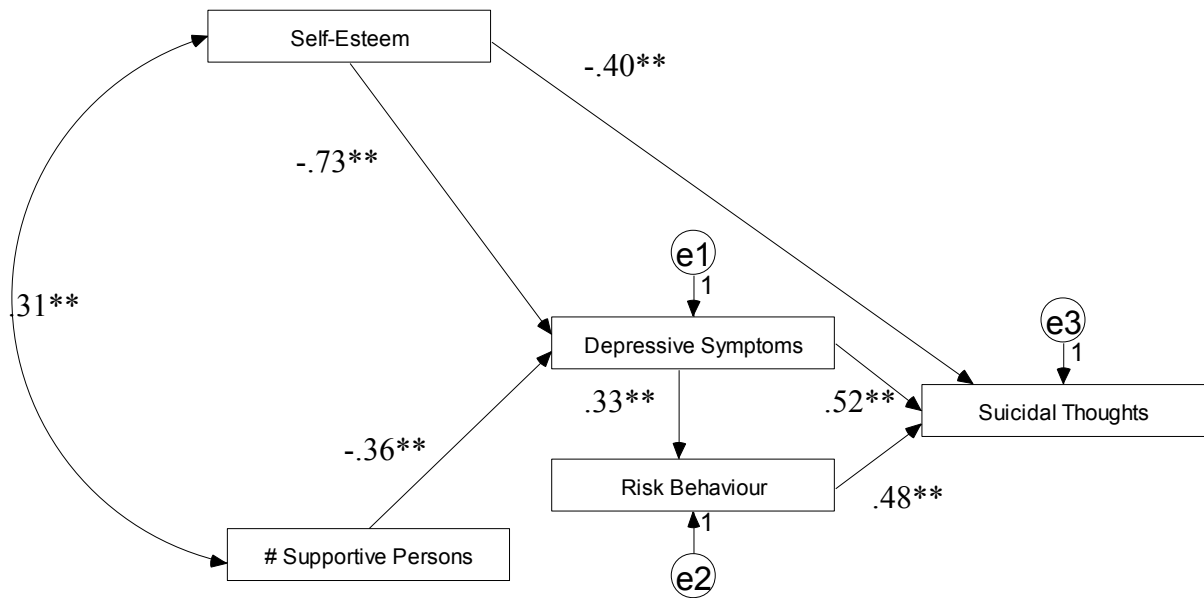 Self-Esteem
-.40**
-.73**
e1
1
.31**
e3
1
Depressive Symptoms
.33**
.52**
Suicidal Thoughts
-.36**
Risk Behaviour
.48**
1
# Supportive Persons
e2